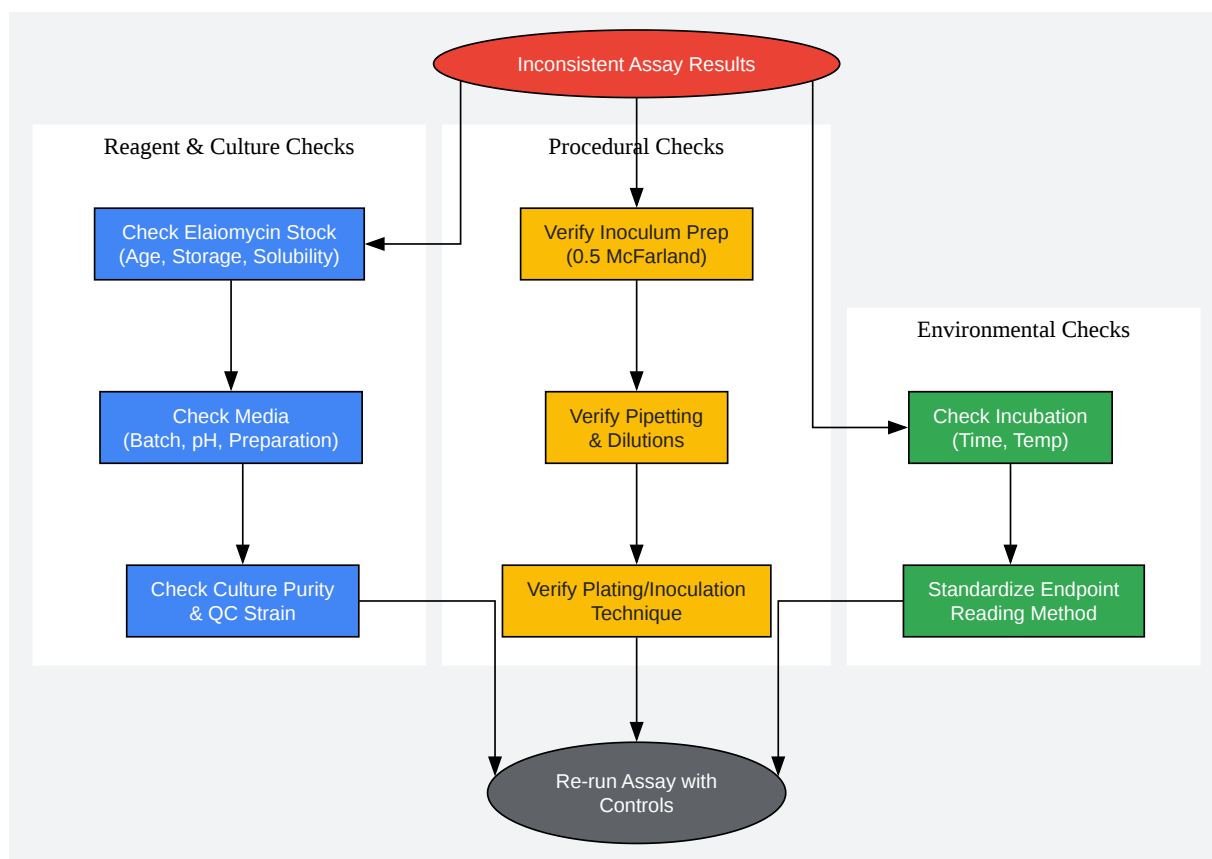 Inconsistent Assay Results
Reagent & Culture Checks
Check Elaiomycin Stock
(Age, Storage, Solubility)
Check Media
(Batch, pH, Preparation)
Check Culture Purity
& QC Strain
Procedural Checks
Verify Inoculum Prep
(0.5 McFarland)
Verify Pipetting
& Dilutions
Verify Plating/Inoculation
Technique
Environmental Checks
Check Incubation
(Time, Temp)
Standardize Endpoint
Reading Method
Re-run Assay with
Controls